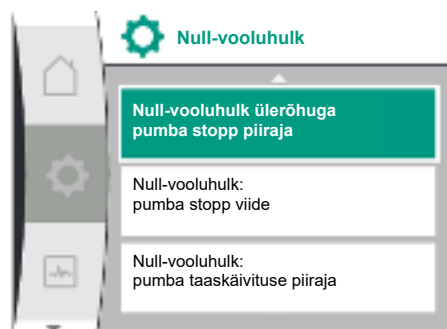 Null-vooluhulk
Null-vooluhulk ülerõhuga
pumba stopp piiraja
Null-vooluhulk:
pumba stopp viide
Null-vooluhulk:
pumba taaskäivituse piiraja